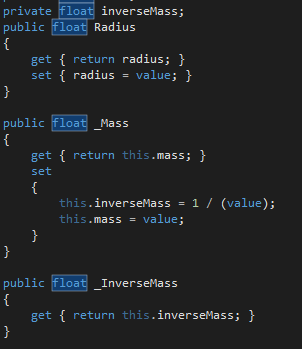 private float inverseMass;
public float Radius
{
    get { return radius; }
    set { radius = value; }
}

public float _Mass
{
    get { return this.mass; }
    set
    {
        this.inverseMass = 1 / (value);
        this.mass = value;
    }
}

public float _InverseMass
{
    get { return this.inverseMass; }
}